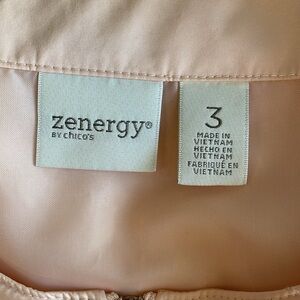 zenergy®
BY chico's
3
MADE IN
VIETNAM
HECHO EN
VIETNAM
FABRIQUÉ EN
VIETNAM